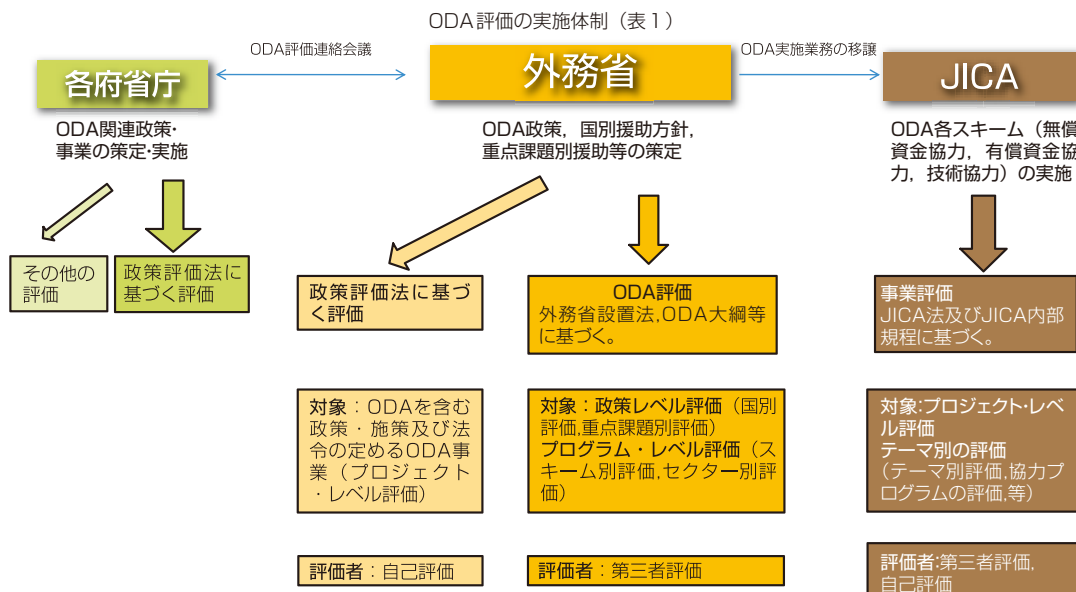 ODA評価の実施体制（表１）
ODA評価連絡会議
ODA実施業務の移譲
各府省庁
外務省
JICA
ODA関連政策・
事業の策定・実施
ODA政策，国別援助方針，
重点課題別援助等の策定
ODA各スキーム（無償
資金協力，有償資金協
力，技術協力）の実施
その他の
評価
政策評価法に
基づく評価
政策評価法に基づ
く評価
ODA評価
外務省設置法,ODA大綱等
に基づく。
事業評価
JICA法及びJICA内部
規程に基づく。
対象：ODAを含む
政策・施策及び法
令の定めるODA事
業（プロジェクト
・レベル評価）
対象：政策レベル評価（国別
評価,重点課題別評価）
プログラム・レベル評価（ス
キーム別評価,セクター別評
価）
対象:プロジェクト・レベ
ル評価
テーマ別の評価
（テーマ別評価,協力プ
ログラムの評価,等）
評価者：自己評価
評価者：第三者評価
評価者:第三者評価,
自己評価